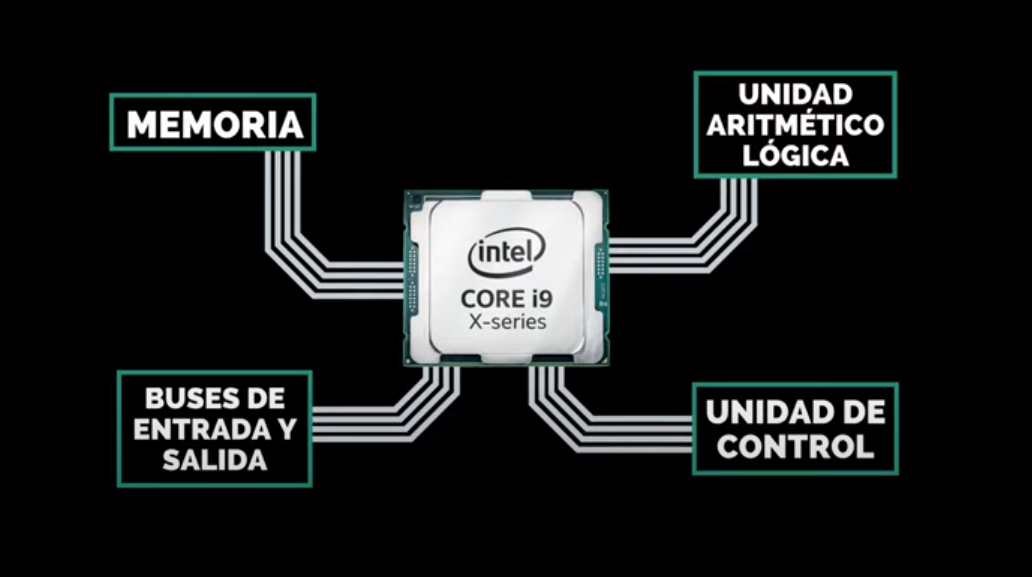 MEMORIA
UNIDAD
ARITMÉTICO
LÓGICA
intel
CORE i9
X-series
BUSES DE
ENTRADA Y
SALIDA
UNIDAD DE
CONTROL